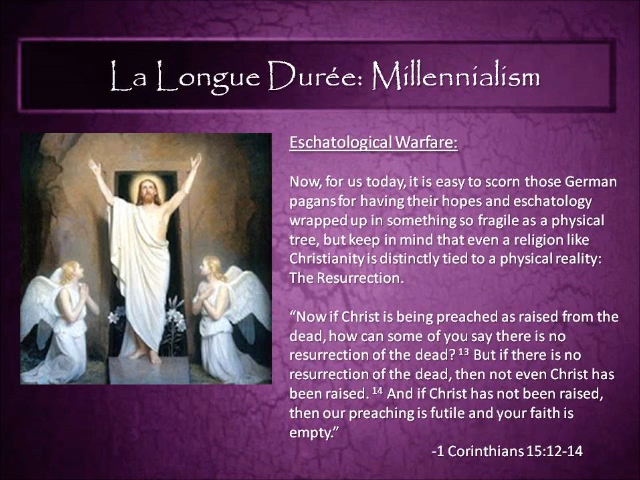 La Longue Durée: Millennialism
Eschatological Warfare:
Now, for us today, it is easy to scorn those German
pagans for having their hopes and eschatology
wrapped up in something so fragile as a physical
tree, but keep in mind that even a religion like
Christianity is distinctly tied to a physical reality:
The Resurrection.
“Now if Christ is being preached as raised from the
dead, how can some of you say there is no
resurrection of the dead? 13 But if there is no
resurrection of the dead, then not even Christ has
been raised. 14 And if Christ has not been raised,
then our preaching is futile and your faith is
empty.”
-1 Corinthians 15:12-14